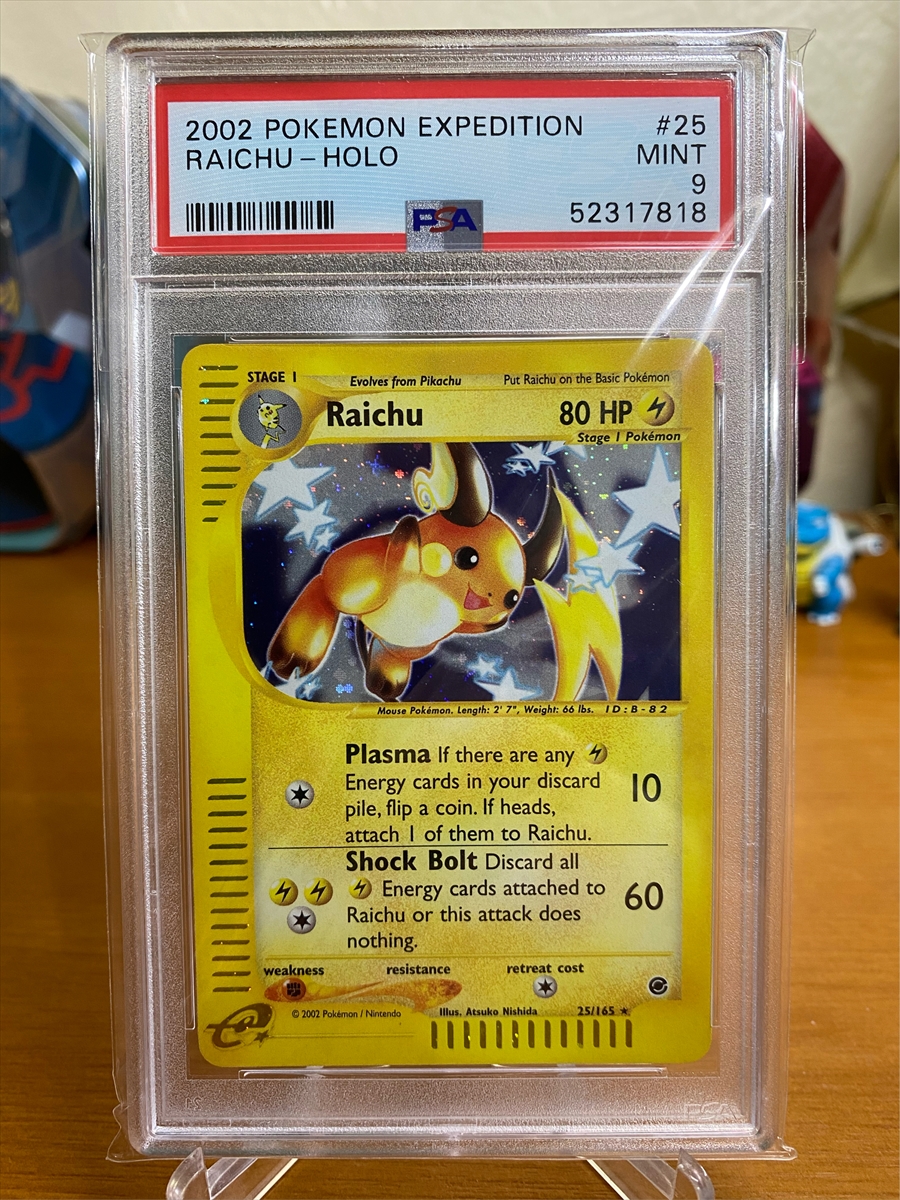 2002 POKEMON EXPEDITION #25
RAICHU - HOLO MINT
9
PSA 52317818
STAGE 1 Evolves from Pikachu Put Raichu on the Basic Pokémon
Raichu 80 HP
Stage 1 Pokémon
Mouse Pokémon. Length: 2' 7", Weight: 66 lbs. ID: B-82
Plasma If there are any
Energy cards in your discard
pile, flip a coin. If heads,
attach 1 of them to Raichu.
10
Shock Bolt Discard all
Energy cards attached to
Raichu or this attack does
nothing.
60
weakness resistance retreat cost
© 2002 Pokémon / Nintendo Illus. Atsuko Nishida 25/165
PSA